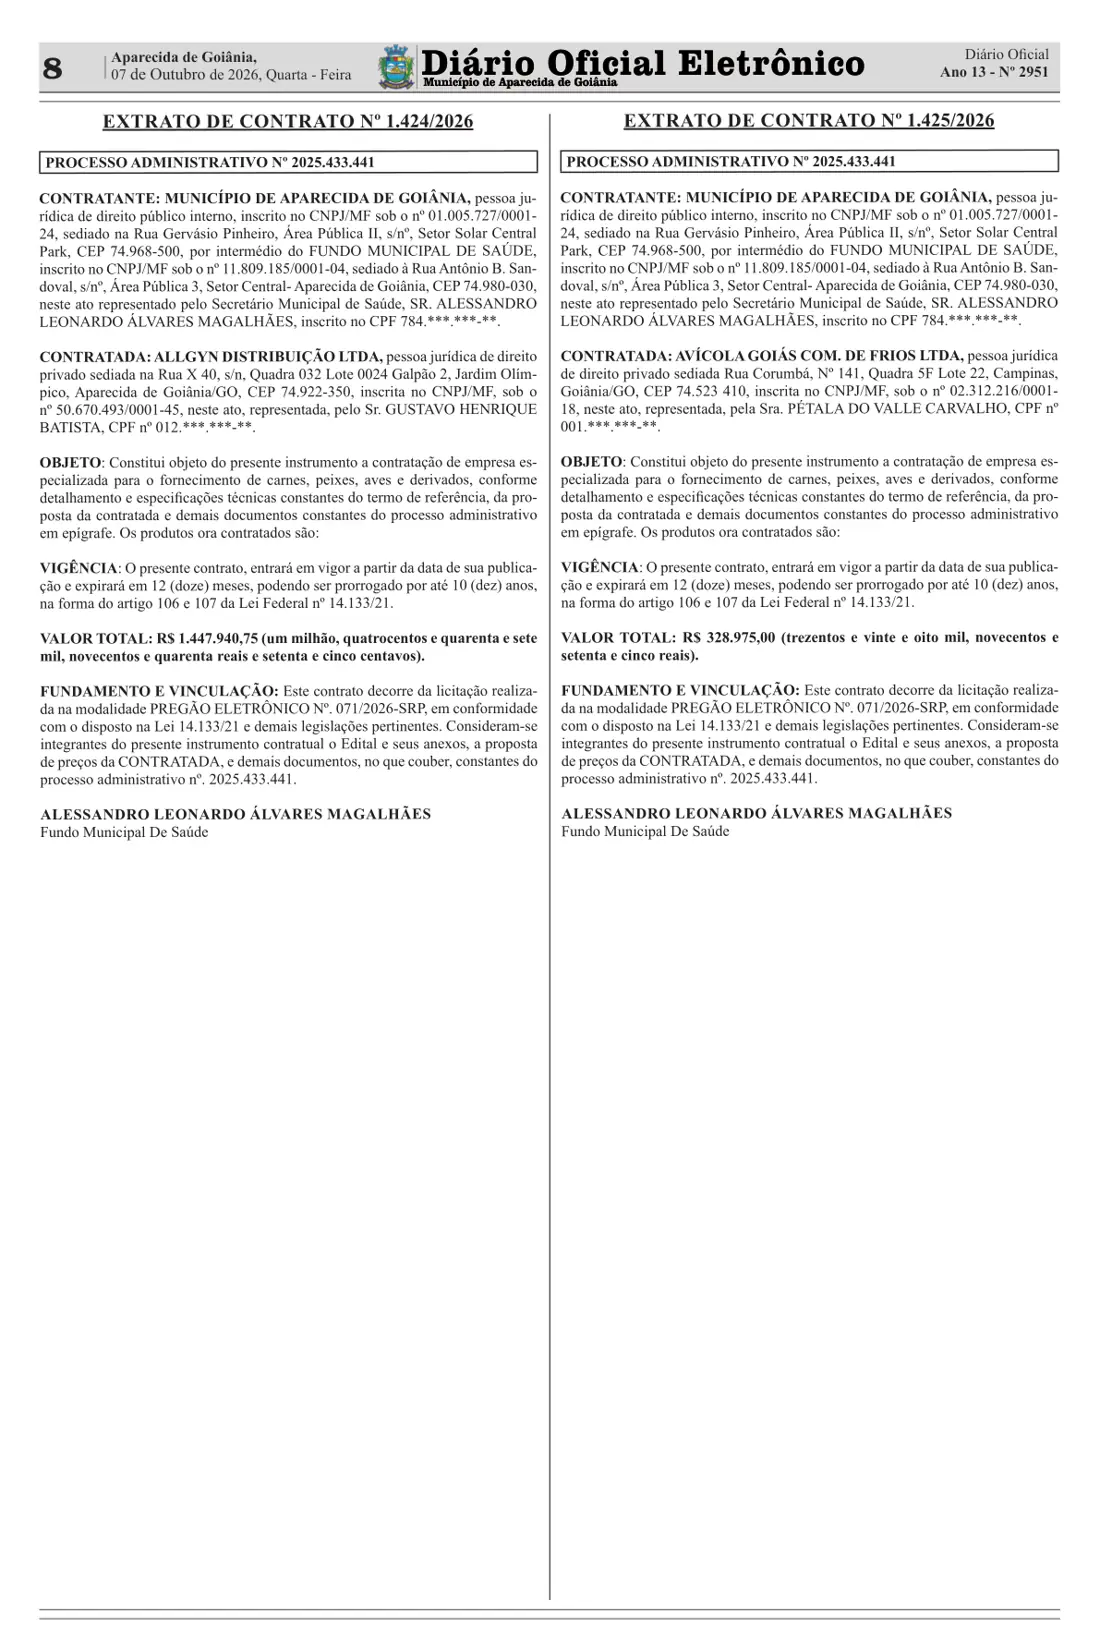 8
Aparecida de Goiânia,
07 de Outubro de 2026, Quarta - Feira
Diário Oficial Eletrônico
Município de Aparecida de Goiânia
Diário Oficial
Ano 13 - Nº 2951
EXTRATO DE CONTRATO Nº 1.424/2026
PROCESSO ADMINISTRATIVO Nº 2025.433.441
CONTRATANTE: MUNICÍPIO DE APARECIDA DE GOIÂNIA, pessoa ju-
rídica de direito público interno, inscrito no CNPJ/MF sob o nº 01.005.727/0001-
24, sediado na Rua Gervásio Pinheiro, Área Pública II, s/nº, Setor Solar Central
Park, CEP 74.968-500, por intermédio do FUNDO MUNICIPAL DE SAÚDE,
inscrito no CNPJ/MF sob o nº 11.809.185/0001-04, sediado à Rua Antônio B. San-
doval, s/nº, Área Pública 3, Setor Central- Aparecida de Goiânia, CEP 74.980-030,
neste ato representado pelo Secretário Municipal de Saúde, SR. ALESSANDRO
LEONARDO ÁLVARES MAGALHÃES, inscrito no CPF 784.***.***-**.
CONTRATADA: ALLGYN DISTRIBUIÇÃO LTDA, pessoa jurídica de direito
privado sediada na Rua X 40, s/n, Quadra 032 Lote 0024 Galpão 2, Jardim Olím-
pico, Aparecida de Goiânia/GO, CEP 74.922-350, inscrita no CNPJ/MF, sob o
nº 50.670.493/0001-45, neste ato, representada, pelo Sr. GUSTAVO HENRIQUE
BATISTA, CPF nº 012.***.***-**.
OBJETO: Constitui objeto do presente instrumento a contratação de empresa es-
pecializada para o fornecimento de carnes, peixes, aves e derivados, conforme
detalhamento e especificações técnicas constantes do termo de referência, da pro-
posta da contratada e demais documentos constantes do processo administrativo
em epígrafe. Os produtos ora contratados são:
VIGÊNCIA: O presente contrato, entrará em vigor a partir da data de sua publica-
ção e expirará em 12 (doze) meses, podendo ser prorrogado por até 10 (dez) anos,
na forma do artigo 106 e 107 da Lei Federal nº 14.133/21.
VALOR TOTAL: R$ 1.447.940,75 (um milhão, quatrocentos e quarenta e sete
mil, novecentos e quarenta reais e setenta e cinco centavos).
FUNDAMENTO E VINCULAÇÃO: Este contrato decorre da licitação realiza-
da na modalidade PREGÃO ELETRÔNICO Nº. 071/2026-SRP, em conformidade
com o disposto na Lei 14.133/21 e demais legislações pertinentes. Consideram-se
integrantes do presente instrumento contratual o Edital e seus anexos, a proposta
de preços da CONTRATADA, e demais documentos, no que couber, constantes do
processo administrativo nº. 2025.433.441.
ALESSANDRO LEONARDO ÁLVARES MAGALHÃES
Fundo Municipal De Saúde
EXTRATO DE CONTRATO Nº 1.425/2026
PROCESSO ADMINISTRATIVO Nº 2025.433.441
CONTRATANTE: MUNICÍPIO DE APARECIDA DE GOIÂNIA, pessoa ju-
rídica de direito público interno, inscrito no CNPJ/MF sob o nº 01.005.727/0001-
24, sediado na Rua Gervásio Pinheiro, Área Pública II, s/nº, Setor Solar Central
Park, CEP 74.968-500, por intermédio do FUNDO MUNICIPAL DE SAÚDE,
inscrito no CNPJ/MF sob o nº 11.809.185/0001-04, sediado à Rua Antônio B. San-
doval, s/nº, Área Pública 3, Setor Central- Aparecida de Goiânia, CEP 74.980-030,
neste ato representado pelo Secretário Municipal de Saúde, SR. ALESSANDRO
LEONARDO ÁLVARES MAGALHÃES, inscrito no CPF 784.***.***-**.
CONTRATADA: AVÍCOLA GOIÁS COM. DE FRIOS LTDA, pessoa jurídica
de direito privado sediada Rua Corumbá, Nº 141, Quadra 5F Lote 22, Campinas,
Goiânia/GO, CEP 74.523 410, inscrita no CNPJ/MF, sob o nº 02.312.216/0001-
18, neste ato, representada, pela Sra. PÉTALA DO VALLE CARVALHO, CPF nº
001.***.***-**.
OBJETO: Constitui objeto do presente instrumento a contratação de empresa es-
pecializada para o fornecimento de carnes, peixes, aves e derivados, conforme
detalhamento e especificações técnicas constantes do termo de referência, da pro-
posta da contratada e demais documentos constantes do processo administrativo
em epígrafe. Os produtos ora contratados são:
VIGÊNCIA: O presente contrato, entrará em vigor a partir da data de sua publica-
ção e expirará em 12 (doze) meses, podendo ser prorrogado por até 10 (dez) anos,
na forma do artigo 106 e 107 da Lei Federal nº 14.133/21.
VALOR TOTAL: R$ 328.975,00 (trezentos e vinte e oito mil, novecentos e
setenta e cinco reais).
FUNDAMENTO E VINCULAÇÃO: Este contrato decorre da licitação realiza-
da na modalidade PREGÃO ELETRÔNICO Nº. 071/2026-SRP, em conformidade
com o disposto na Lei 14.133/21 e demais legislações pertinentes. Consideram-se
integrantes do presente instrumento contratual o Edital e seus anexos, a proposta
de preços da CONTRATADA, e demais documentos, no que couber, constantes do
processo administrativo nº. 2025.433.441.
ALESSANDRO LEONARDO ÁLVARES MAGALHÃES
Fundo Municipal De Saúde